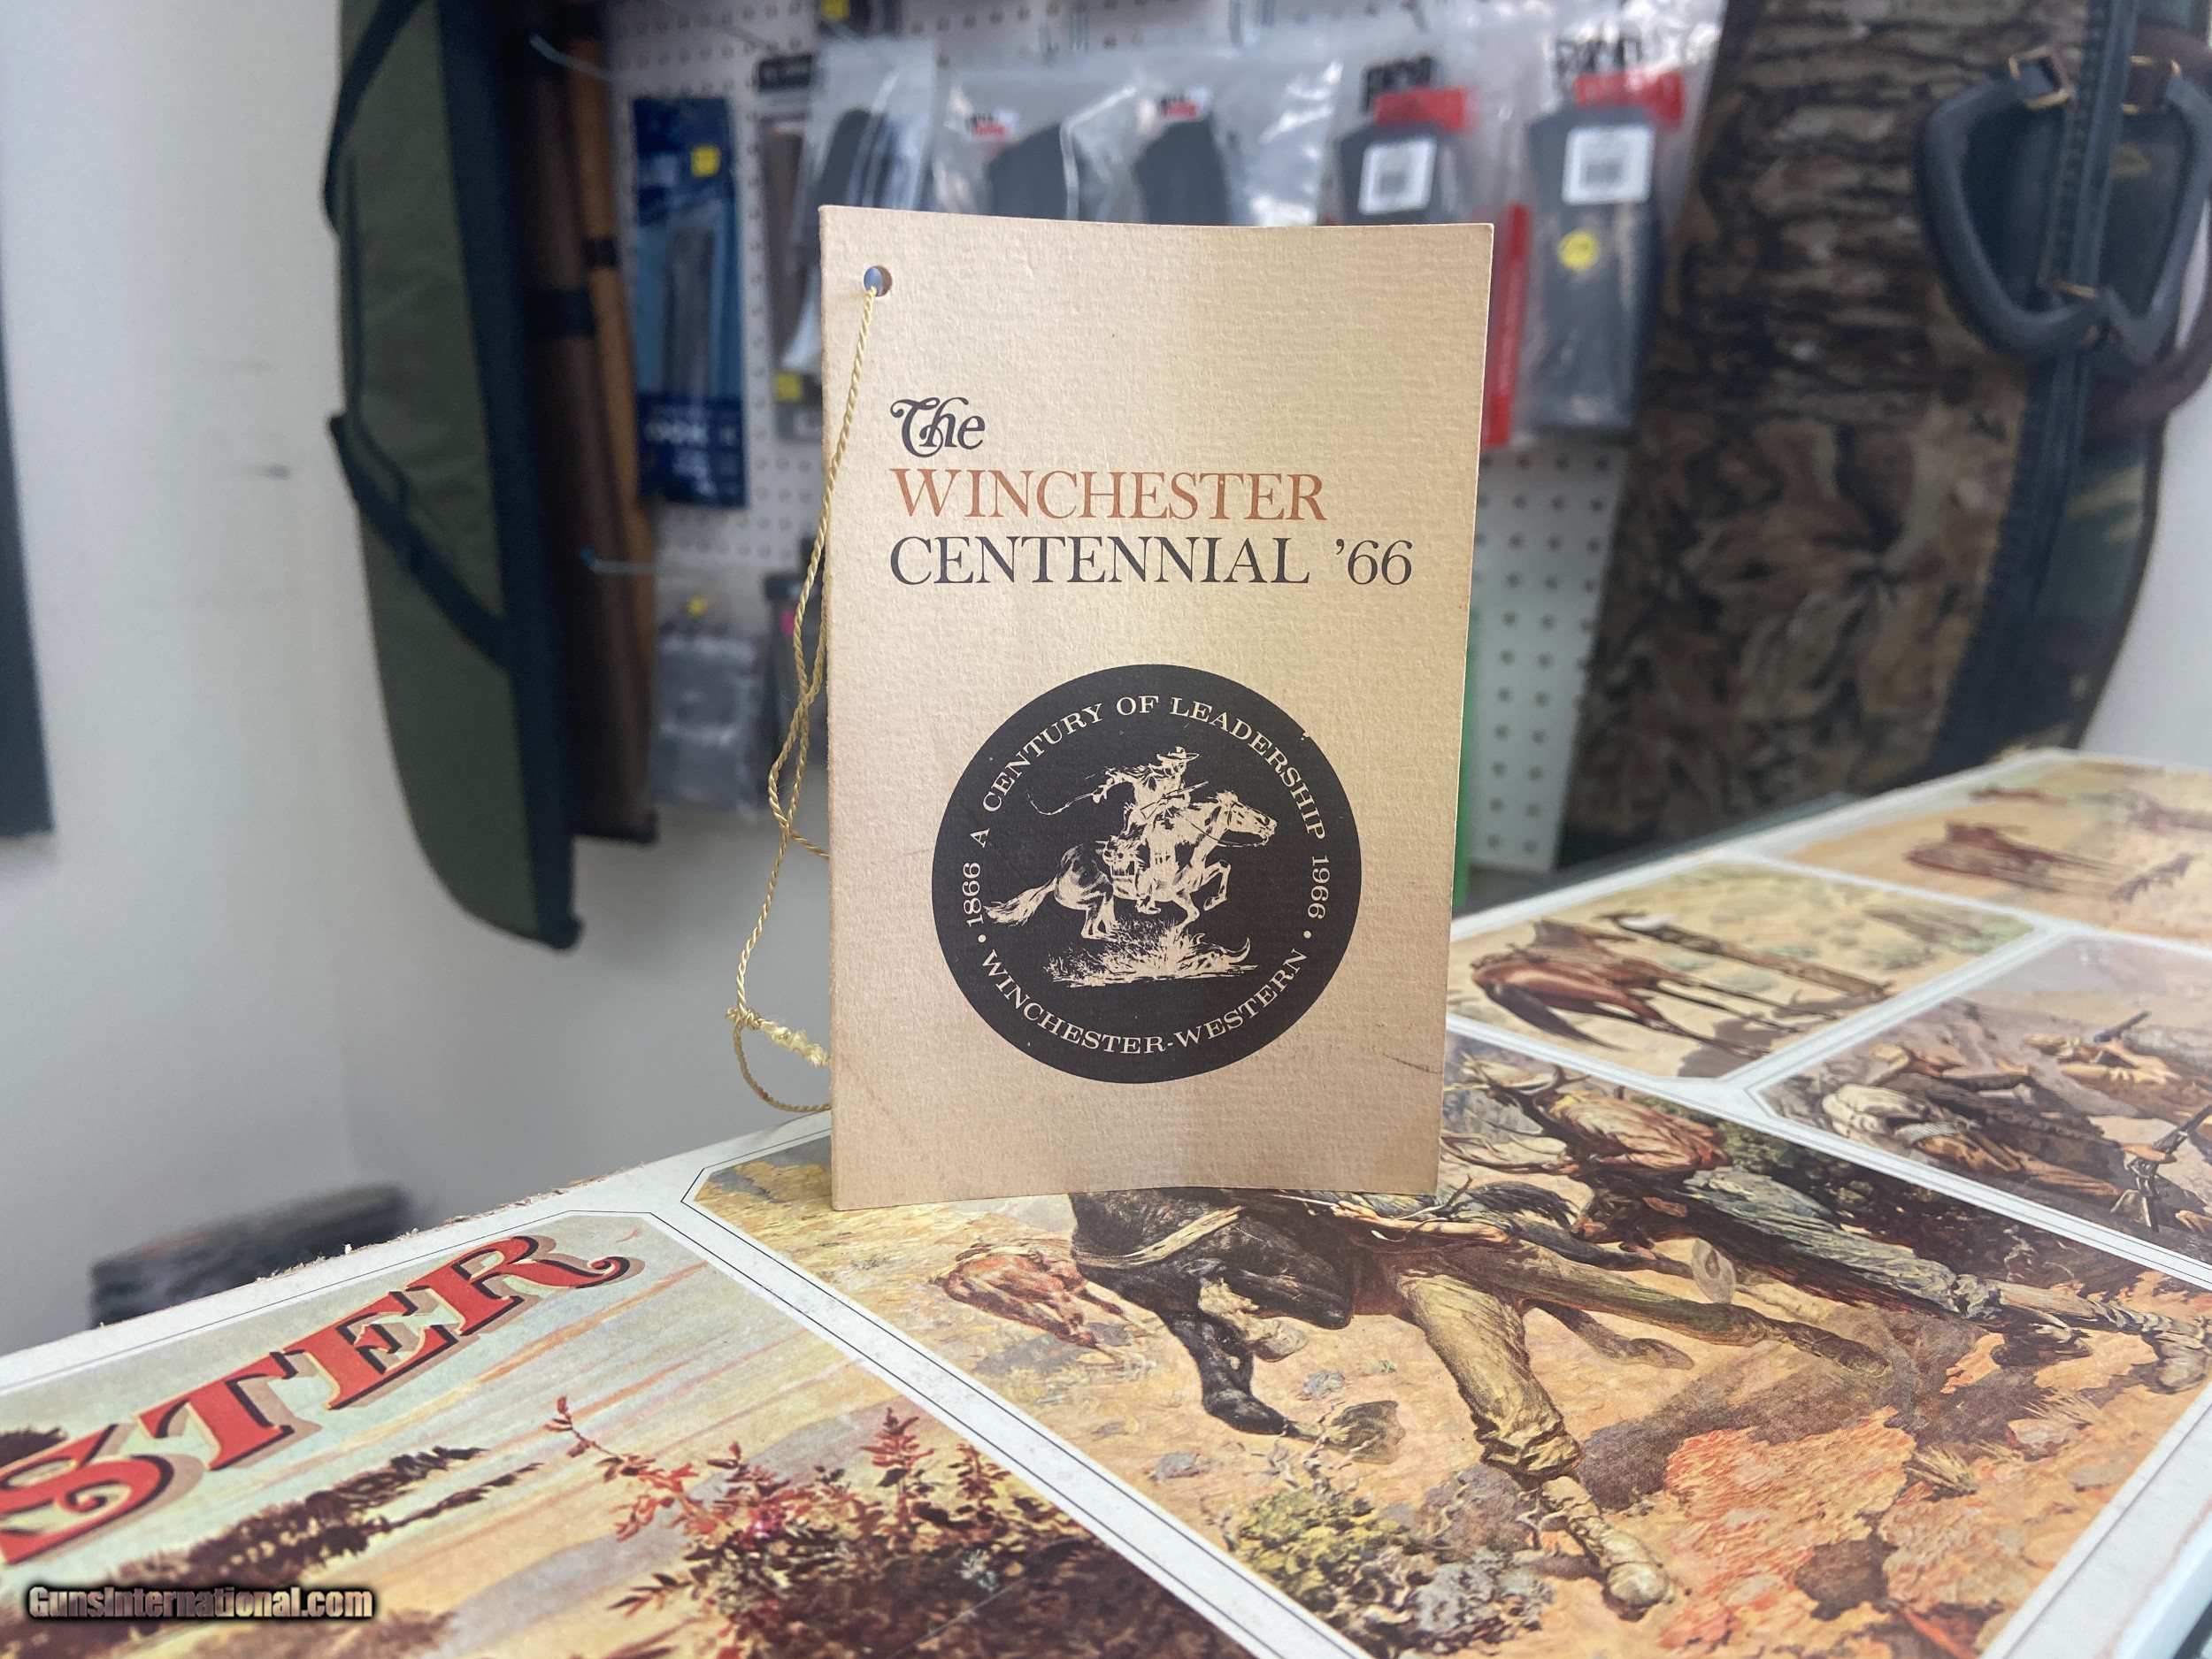 The
WINCHESTER
CENTENNIAL ’66
1866 A CENTURY OF LEADERSHIP 1966
• WINCHESTER-WESTERN •
STER
GunsInternational.com